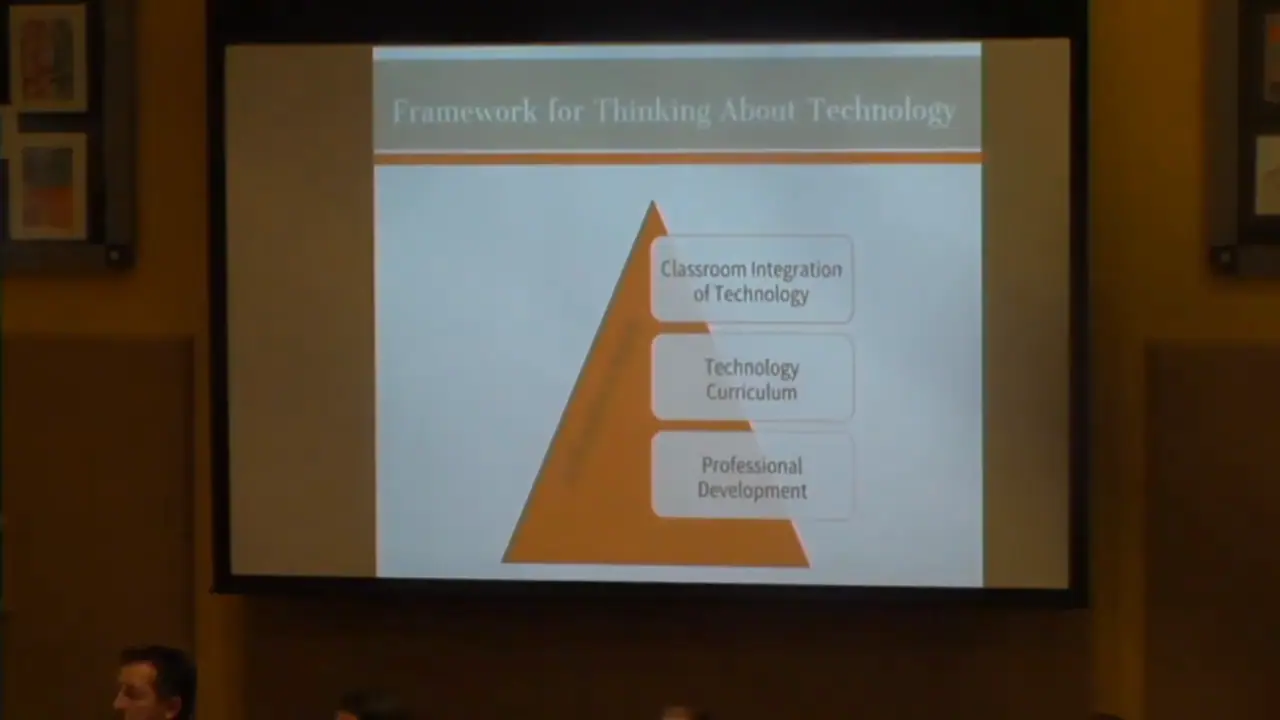 Framework for Thinking About Technology
Classroom Integration
of Technology
Technology
Curriculum
Professional
Development